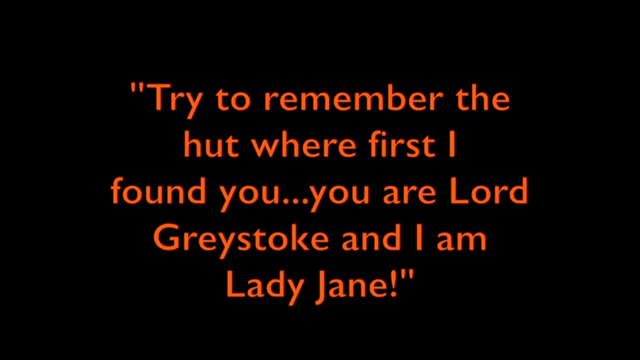 "Try to remember the
hut where first I
found you...you are Lord
Greystoke and I am
Lady Jane!"